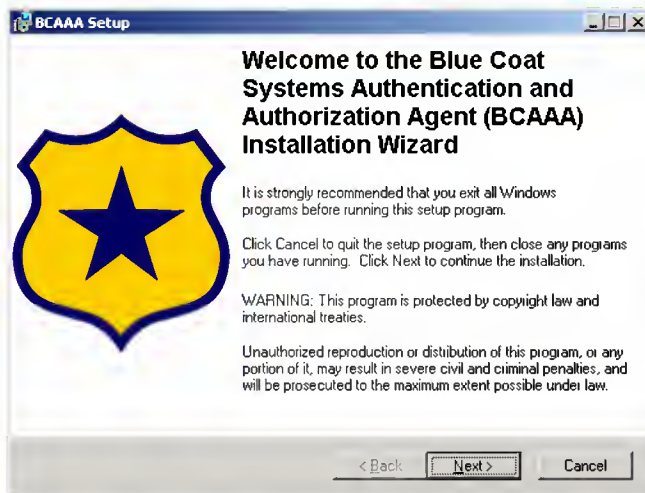 BCAAA Setup
Welcome to the Blue Coat
Systems Authentication and
Authorization Agent (BCAAA)
Installation Wizard
It is strongly recommended that you exit all Windows
programs before running this setup program.
Click Cancel to quit the setup program, then close any programs
you have running. Click Next to continue the installation.
WARNING: This program is protected by copyright law and
international treaties.
Unauthorized reproduction or distribution of this program, or any
portion of it, may result in severe civil and criminal penalties, and
will be prosecuted to the maximum extent possible under law.
< Back Next > Cancel